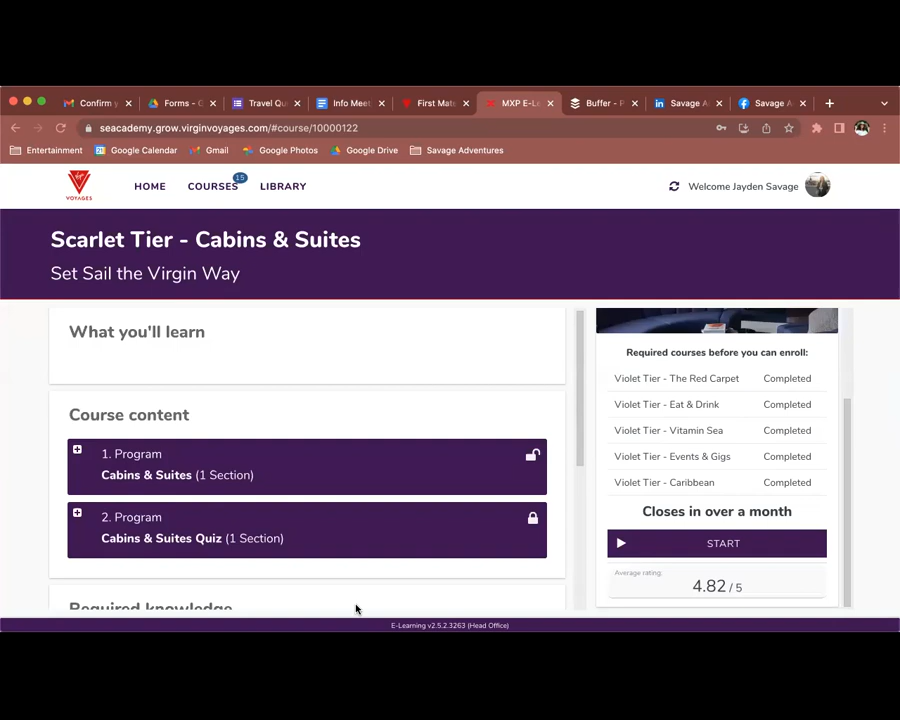 Confirm y
Forms - G
Travel Qu
Info Meet
First Mate
MXP E-Le
Buffer - P
Savage A
Savage A
seacademy.grow.virginvoyages.com/#course/10000122
Entertainment
Google Calendar
Gmail
Google Photos
Google Drive
Savage Adventures
VOYAGES
HOME
COURSES
15
LIBRARY
Welcome Jayden Savage
Scarlet Tier - Cabins & Suites
Set Sail the Virgin Way
What you'll learn
Course content
1. Program
Cabins & Suites (1 Section)
2. Program
Cabins & Suites Quiz (1 Section)
Required knowledge
Required courses before you can enroll:
Violet Tier - The Red Carpet Completed
Violet Tier - Eat & Drink Completed
Violet Tier - Vitamin Sea Completed
Violet Tier - Events & Gigs Completed
Violet Tier - Caribbean Completed
Closes in over a month
START
Average rating:
4.82 / 5
E-Learning v2.5.2.3263 (Head Office)